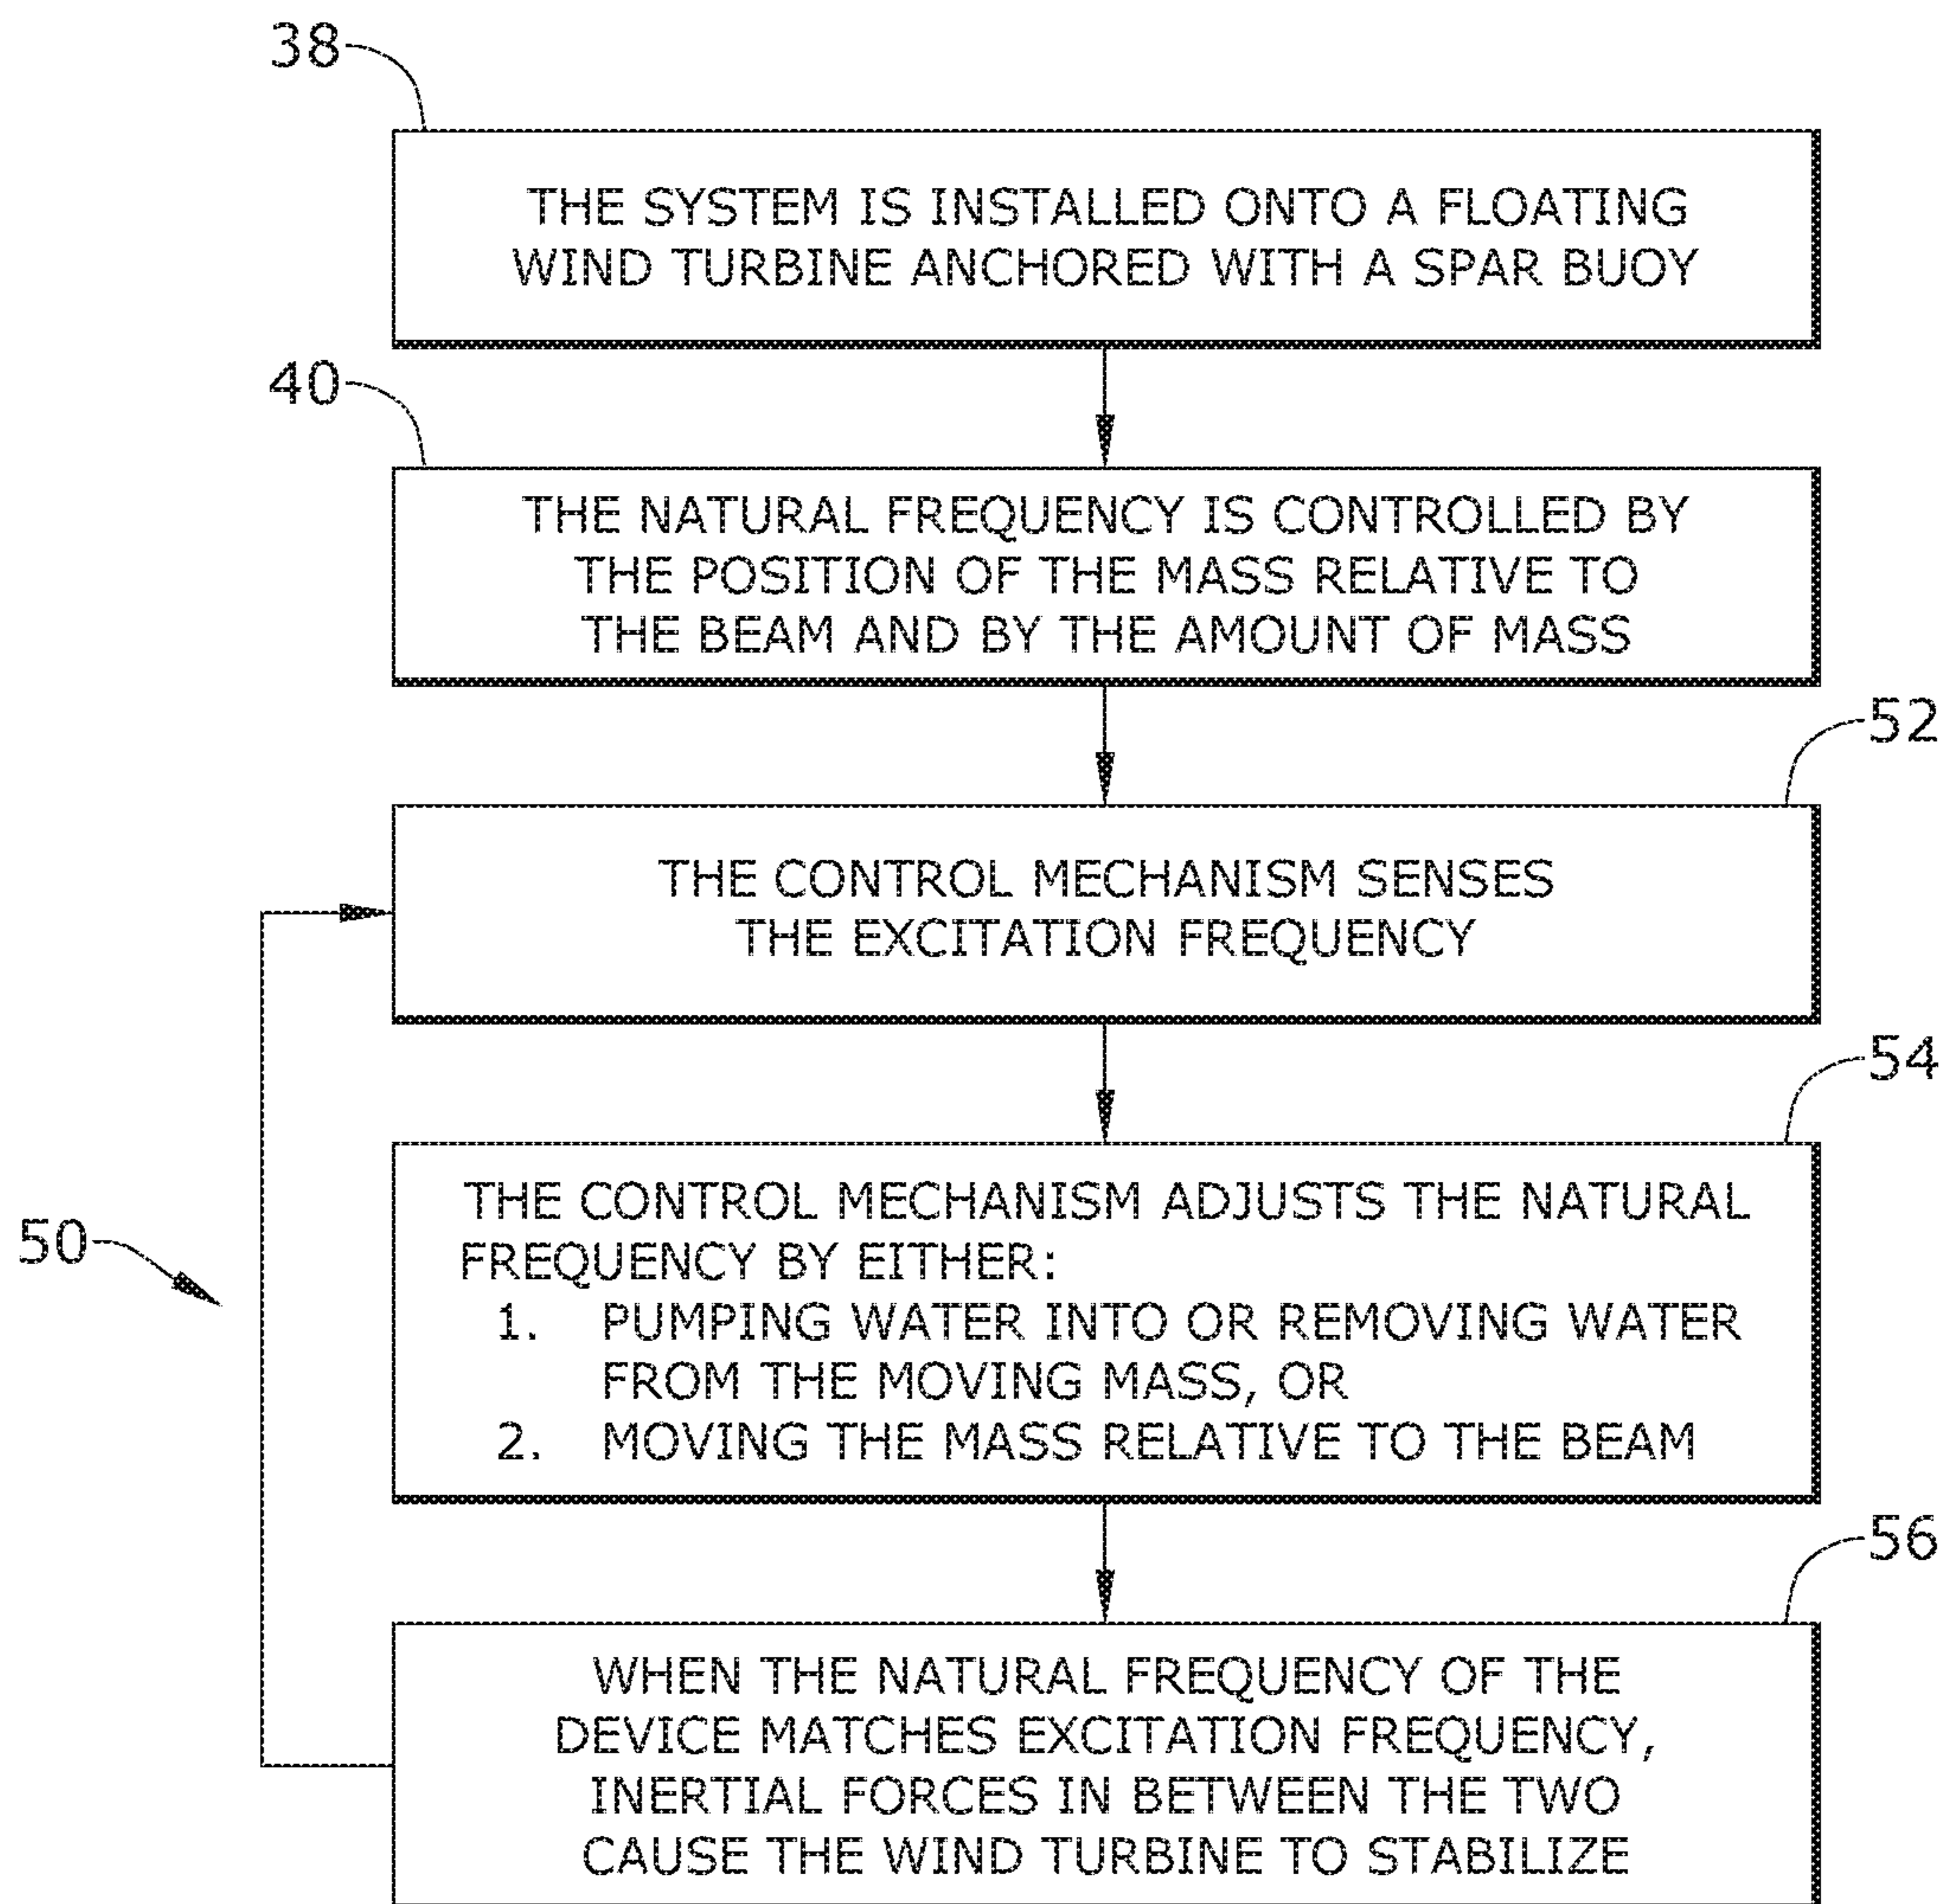 38
THE SYSTEM IS INSTALLED ONTO A FLOATING
WIND TURBINE ANCHORED WITH A SPAR BUOY
40
THE NATURAL FREQUENCY IS CONTROLLED BY
THE POSITION OF THE MASS RELATIVE TO
THE BEAM AND BY THE AMOUNT OF MASS
52
THE CONTROL MECHANISM SENSES
THE EXCITATION FREQUENCY
54
THE CONTROL MECHANISM ADJUSTS THE NATURAL
FREQUENCY BY EITHER:
1. PUMPING WATER INTO OR REMOVING WATER
FROM THE MOVING MASS, OR
2. MOVING THE MASS RELATIVE TO THE BEAM
50
56
WHEN THE NATURAL FREQUENCY OF THE
DEVICE MATCHES EXCITATION FREQUENCY,
INERTIAL FORCES IN BETWEEN THE TWO
CAUSE THE WIND TURBINE TO STABILIZE